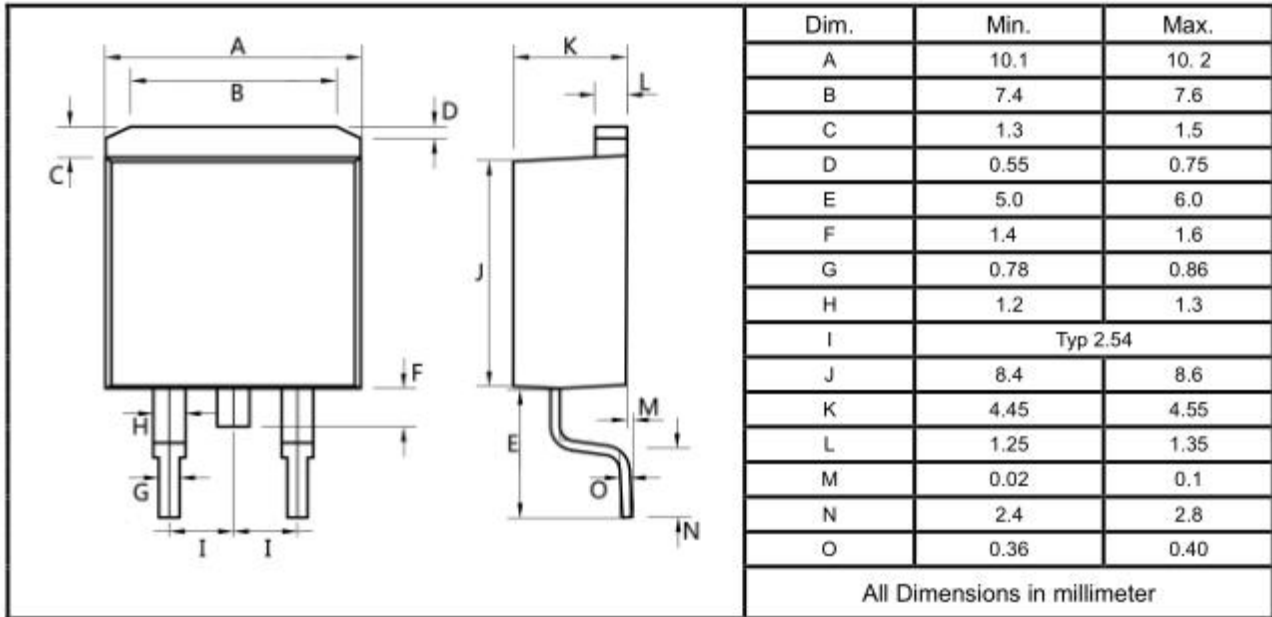 A
B
C
D
F
H
G
E
I I
K
L
J
M
O
N
Dim. Min. Max.
A 10.1 10. 2
B 7.4 7.6
C 1.3 1.5
D 0.55 0.75
E 5.0 6.0
F 1.4 1.6
G 0.78 0.86
H 1.2 1.3
I Typ 2.54
J 8.4 8.6
K 4.45 4.55
L 1.25 1.35
M 0.02 0.1
N 2.4 2.8
O 0.36 0.40
All Dimensions in millimeter